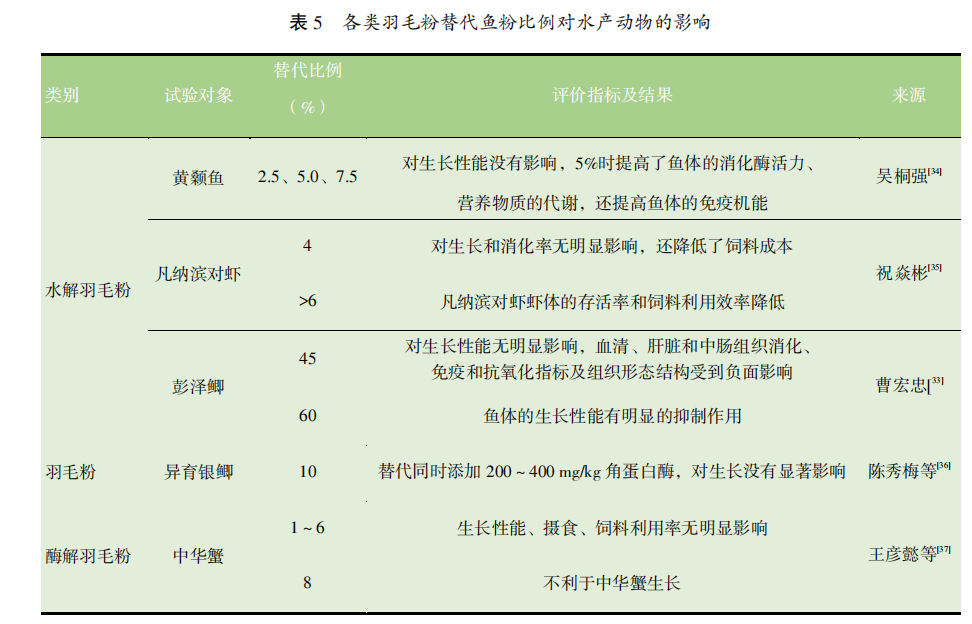 表 5 各类羽毛粉替代鱼粉比例对水产动物的影响
类别 试验对象 替代比例（%） 评价指标及结果 来源
水解羽毛粉 黄颡鱼 2.5、5.0、7.5 对生长性能没有影响，5%时提高了鱼体的消化酶活力、
营养物质的代谢，还提高鱼体的免疫机能 吴桐强[34]
凡纳滨对虾 4 对生长和消化率无明显影响，还降低了饲料成本 祝焱彬[35]
>6 凡纳滨对虾虾体的存活率和饲料利用效率降低
彭泽鲫 45 对生长性能无明显影响，血清、肝脏和中肠组织消化、
免疫和抗氧化指标及组织形态结构受到负面影响 曹宏忠[33]
60 鱼体的生长性能有明显的抑制作用
羽毛粉 异育银鲫 10 替代同时添加 200～400 mg/kg 角蛋白酶，对生长没有显著影响 陈秀梅等[36]
酶解羽毛粉 中华蟹 1～6 生长性能、摄食、饲料利用率无明显影响 王彦懿等[37]
8 不利于中华蟹生长